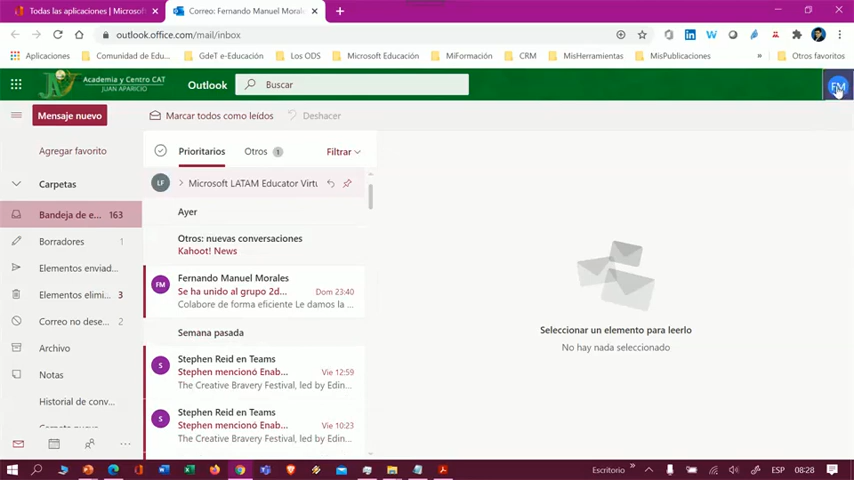 Todas las aplicaciones | Microsof
Correo: Fernando Manuel Morale
outlook.office.com/mail/inbox
Aplicaciones
Comunidad de Edu...
GdeT e-Educación
Los ODS
Microsoft Educación
MiFormación
CRM
MisHerramientas
MisPublicaciones
Otros favoritos
Academia y Centro CAT
JUAN APARICIO
Outlook
Buscar
FM
Mensaje nuevo
Marcar todos como leídos
Deshacer
Agregar favorito
Carpetas
Bandeja de e... 163
Borradores 1
Elementos enviad...
Elementos elimi... 3
Correo no dese... 2
Archivo
Notas
Historial de conv...
Prioritarios
Otros 1
Filtrar
LF
Microsoft LATAM Educator Virtu
Ayer
Otros: nuevas conversaciones
Kahoot! News
FM
Fernando Manuel Morales
Se ha unido al grupo 2d... Dom 23:40
Colabore de forma eficiente Le damos la ...
Semana pasada
S
Stephen Reid en Teams
Stephen mencionó Enab... Vie 12:59
The Creative Bravery Festival, led by Edin...
S
Stephen Reid en Teams
Stephen mencionó Enab... Vie 10:23
The Creative Bravery Festival, led by Edin...
Seleccionar un elemento para leerlo
No hay nada seleccionado
Escritorio
ESP
08:28